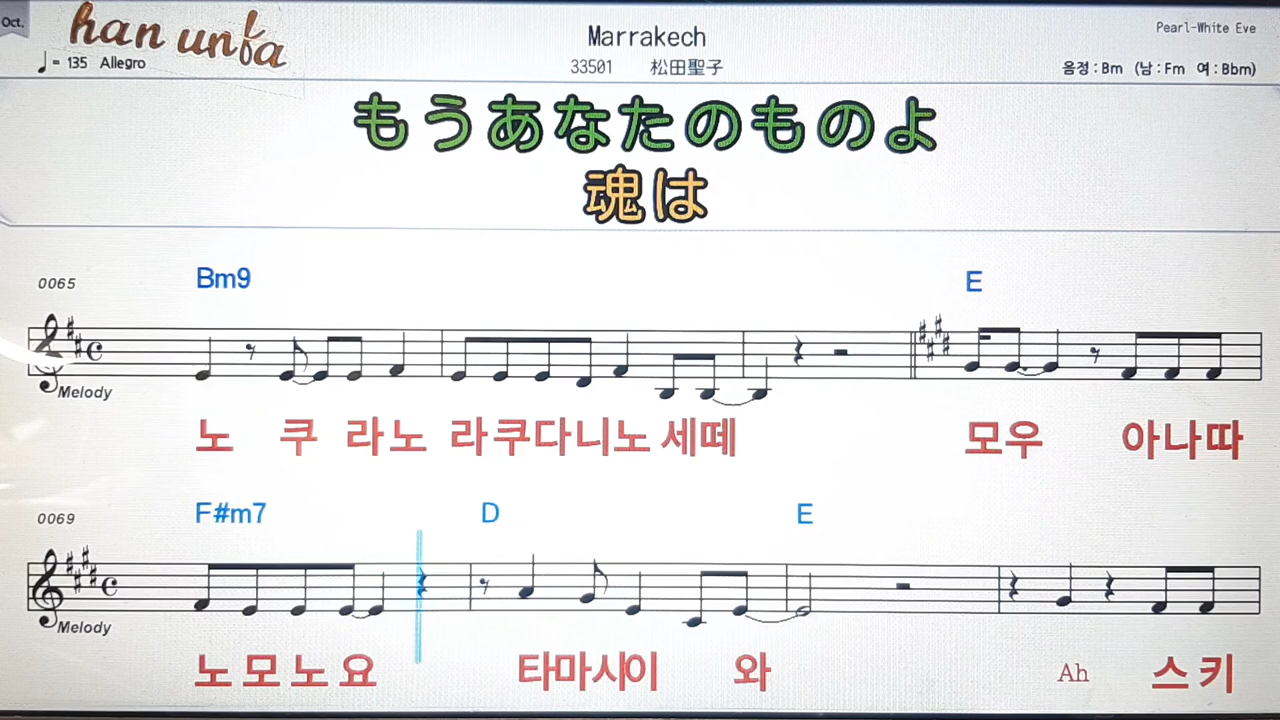 Oct.
han unba
♩= 135 Allegro
Marrakech
33501 松田聖子
Pearl-White Eve
음정:Bm (남:Fm 여:Bbm)
もうあなたのものよ
魂は
0065
Bm9 E
Melody
노 쿠 라노 라쿠다니노 세떼 모우 아나따
0069
F#m7 D E
Melody
노모노요 타마시이 와 Ah 스키